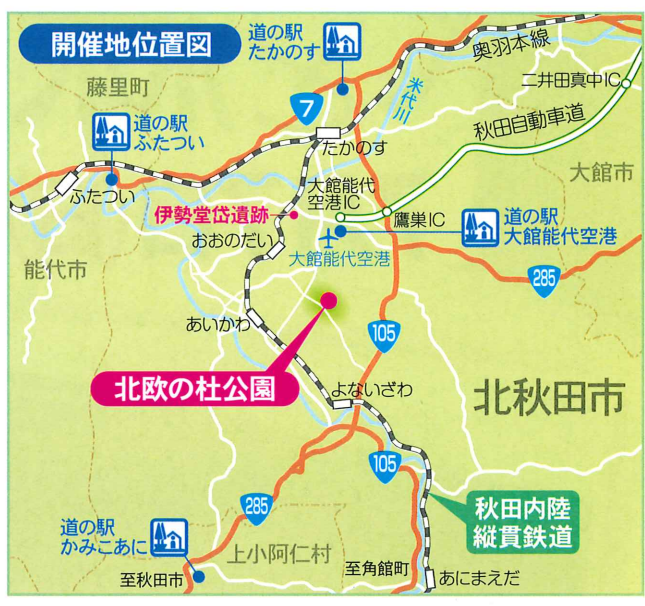 開催地位置図
道の駅
たかのす
奥羽本線
藤里町
米代川
二井田真中IC
7
道の駅
ふたつい
秋田自動車道
たかのす
大館市
ふたつい
大館能代
空港IC
伊勢堂岱遺跡
鷹巣IC
道の駅
大館能代空港
おおのだい
大館能代空港
能代市
285
あいかわ
105
北欧の杜公園
よないざわ
北秋田市
105
285
秋田内陸
縦貫鉄道
道の駅
かみこあに
上小阿仁村
至秋田市
至角館町
あにまえだ